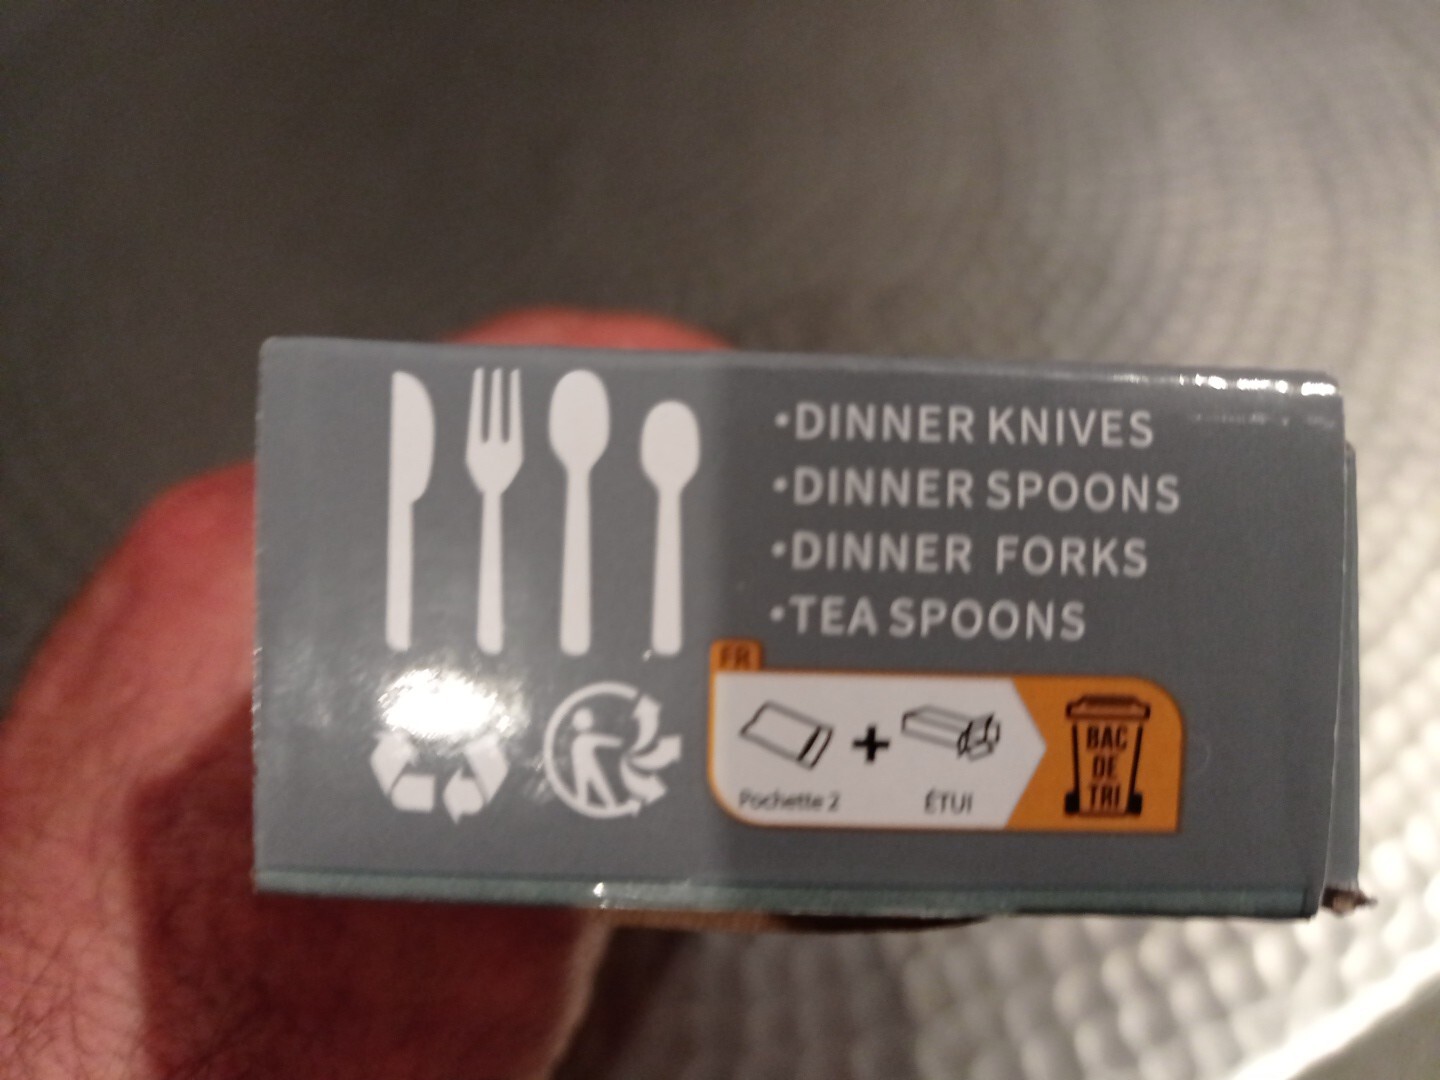 •DINNER KNIVES
•DINNER SPOONS
•DINNER FORKS
•TEA SPOONS
FR
Pochette 2
+
ÉTUI
BAC
DE
TRI